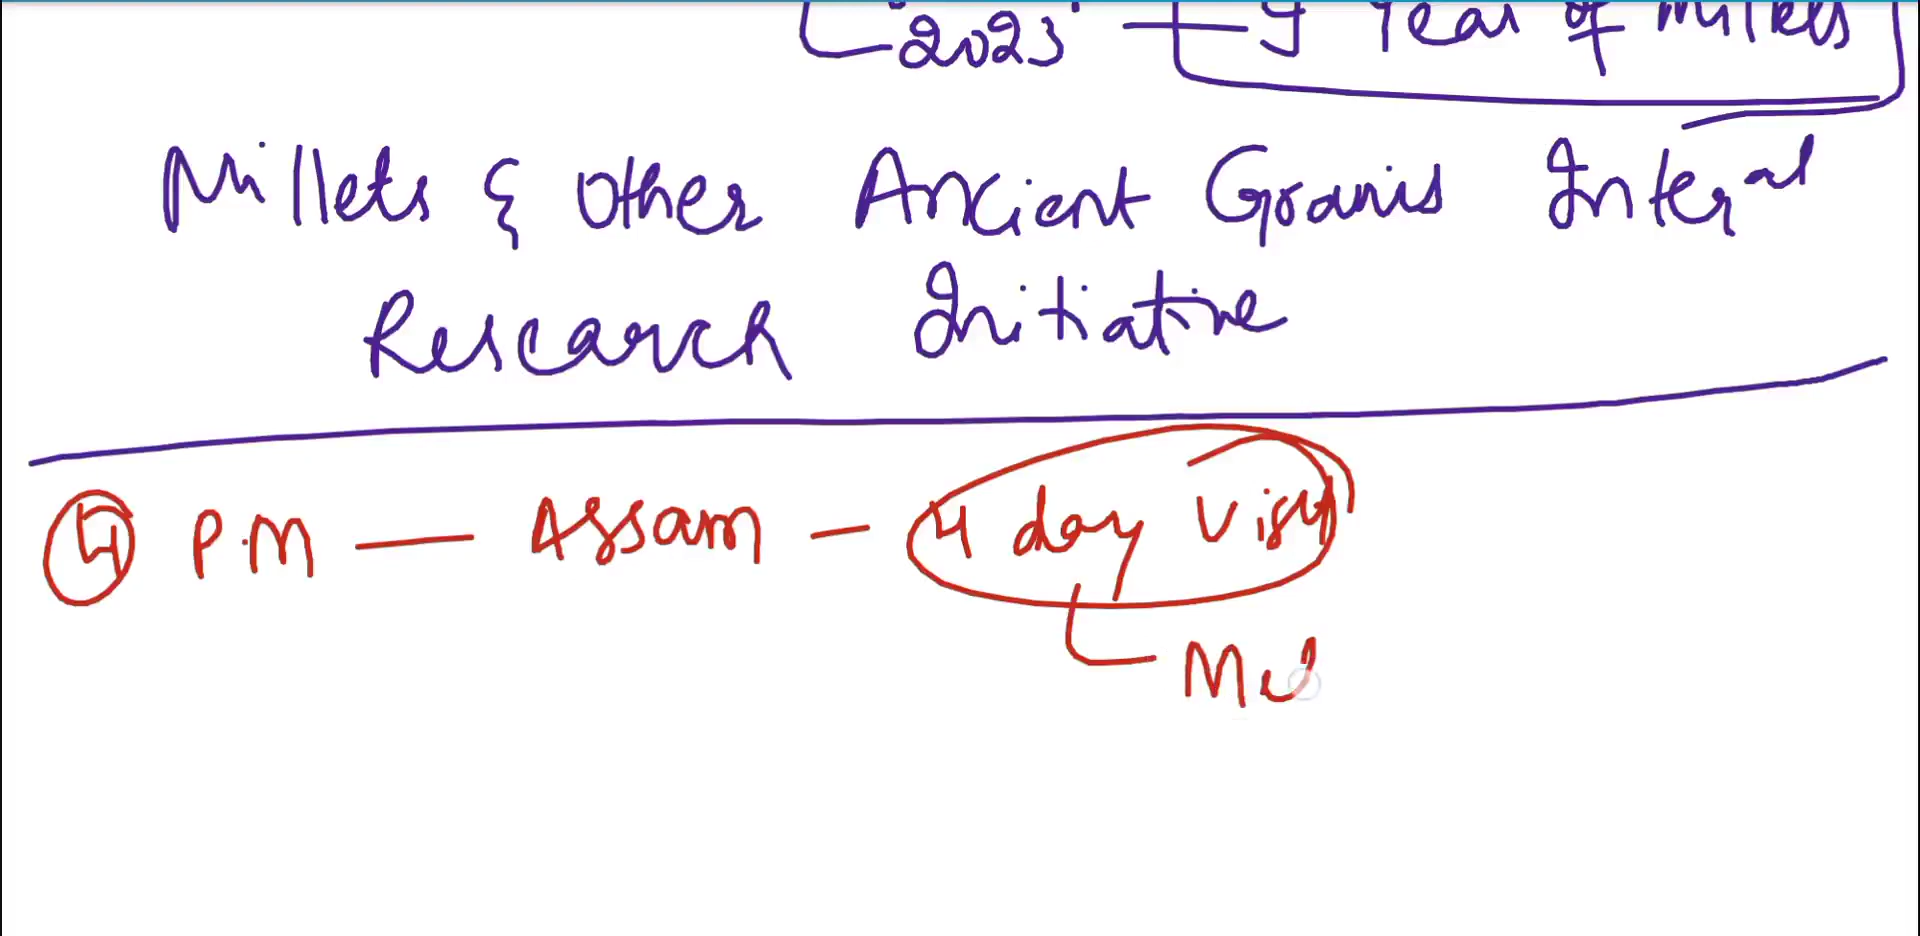 2023 - y Year of Millets
Millets & Other Ancient Grains Internal
Research Initiative
4 P.M - Assam - 4 day Visit